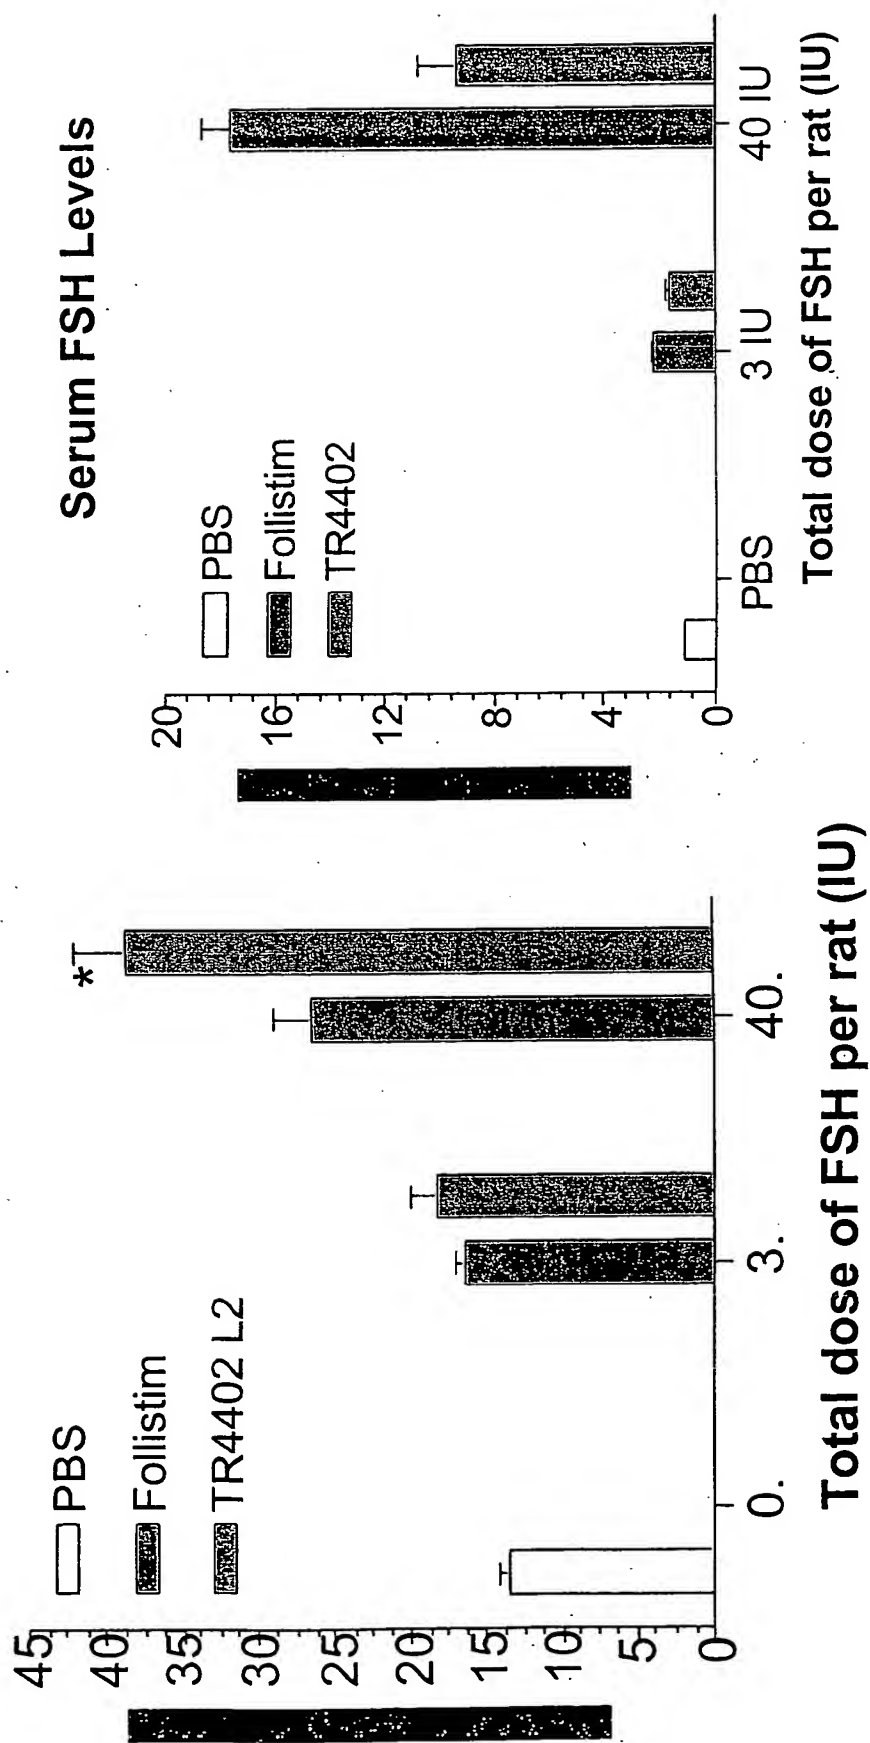 45
40
35
30
25
20
15
10
5
0
PBS
Follistim
TR4402 L2
*
0.
3.
40.
Total dose of FSH per rat (IU)
Serum FSH Levels
20
16
12
8
4
0
PBS
Follistim
TR4402
PBS
3 IU
40 IU
Total dose of FSH per rat (IU)